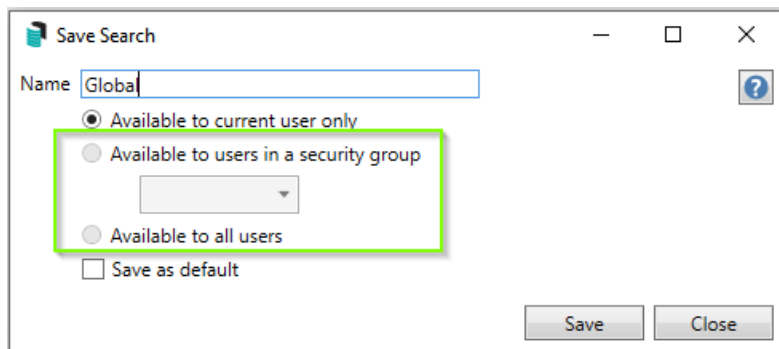 Save Search
Name Global
Available to current user only
Available to users in a security group
Available to all users
Save as default
Save Close